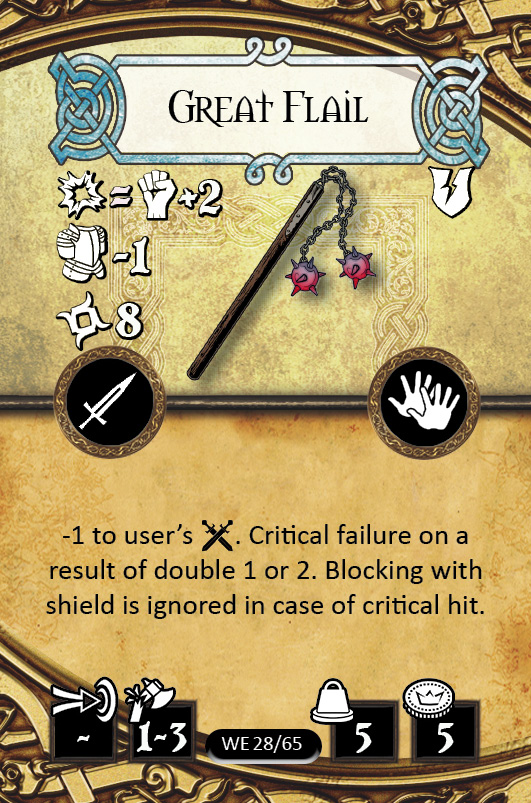 Great Flail
= +2
-1
8
-1 to user's . Critical failure on a
result of double 1 or 2. Blocking with
shield is ignored in case of critical hit.
- 1-3 WE 28/65 5 5